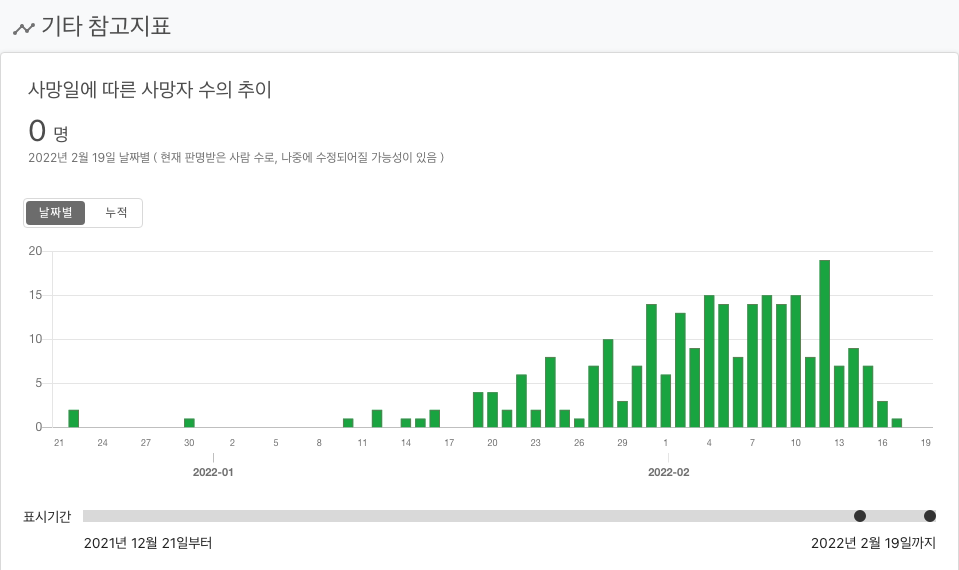 기타 참고지표
사망일에 따른 사망자 수의 추이
0 명
2022년 2월 19일 날짜별 ( 현재 판명받은 사람 수로, 나중에 수정되어질 가능성이 있음 )
날짜별 누적
20
15
10
5
0
21 24 27 30 2 5 8 11 14 17 20 23 26 29 1 4 7 10 13 16 19
2022-01 2022-02
표시기간
2021년 12월 21일부터 2022년 2월 19일까지